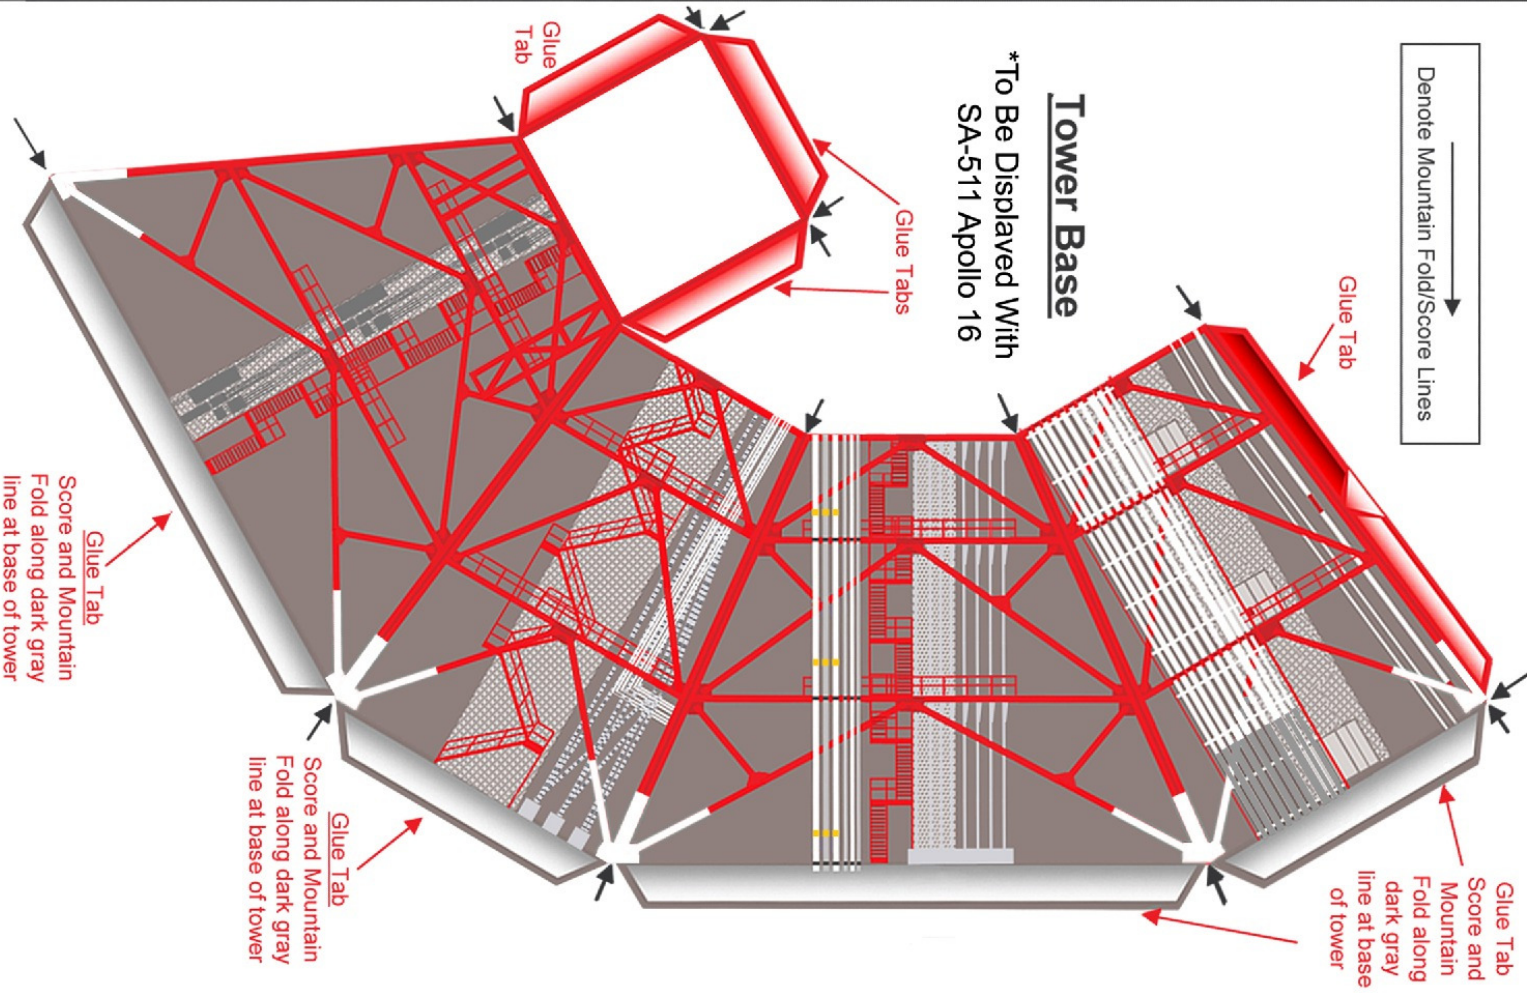 Denote Mountain Fold/Score Lines
Tower Base
*To Be Displayed With
SA-511 Apollo 16
Glue
Tab
Glue Tabs
Glue Tab
Glue Tab
Score and
Mountain
Fold along
dark gray
line at base
of tower
Glue Tab
Score and Mountain
Fold along dark gray
line at base of tower
Glue Tab
Score and Mountain
Fold along dark gray
line at base of tower